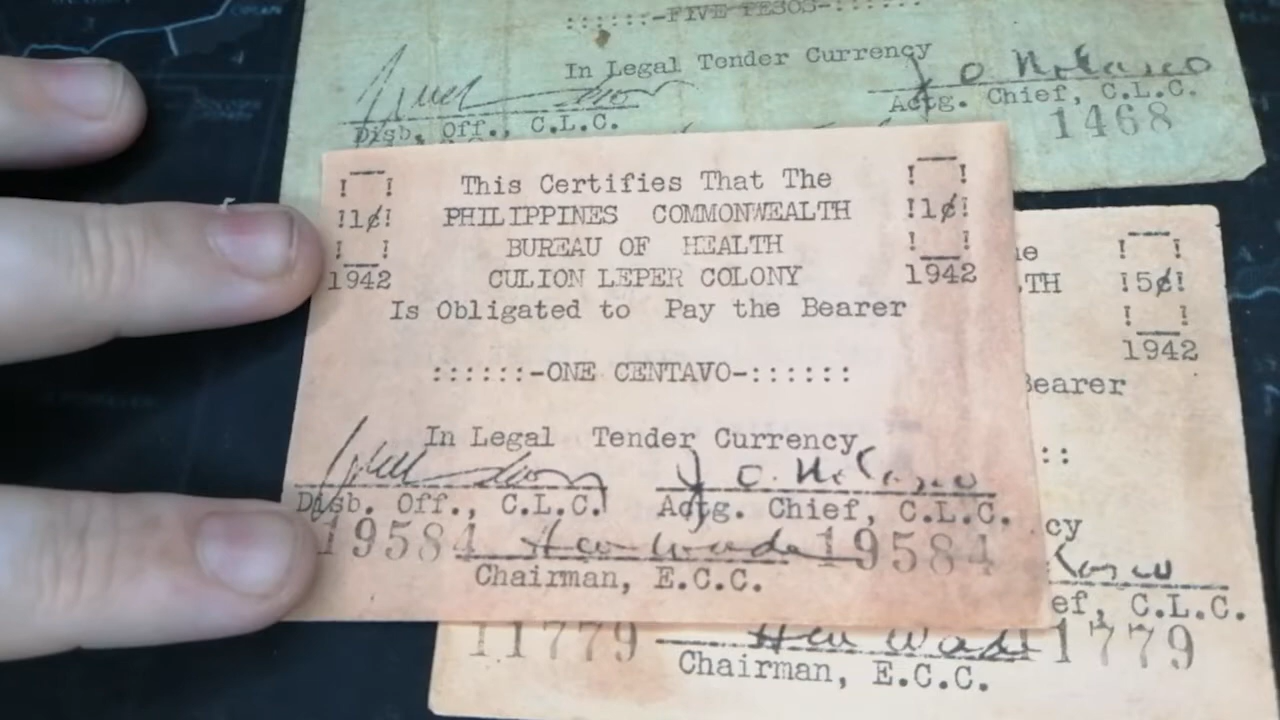 ::::::-FIVE PESOS-::::::
In Legal Tender Currency
Disb. Off., C.L.C.
Actg. Chief, C.L.C.
1468
This Certifies That The
!1¢! PHILIPPINES COMMONWEALTH !1¢!
BUREAU OF HEALTH
1942 CULION LEPER COLONY 1942
Is Obligated to Pay the Bearer
::::::-ONE CENTAVO-::::::
In Legal Tender Currency
Disb. Off., C.L.C. Actg. Chief, C.L.C.
19584 19584
Chairman, E.C.C.
TH !5¢!
1942
Bearer
::
cy
ef, C.L.C.
11779 1779
Chairman, E.C.C.